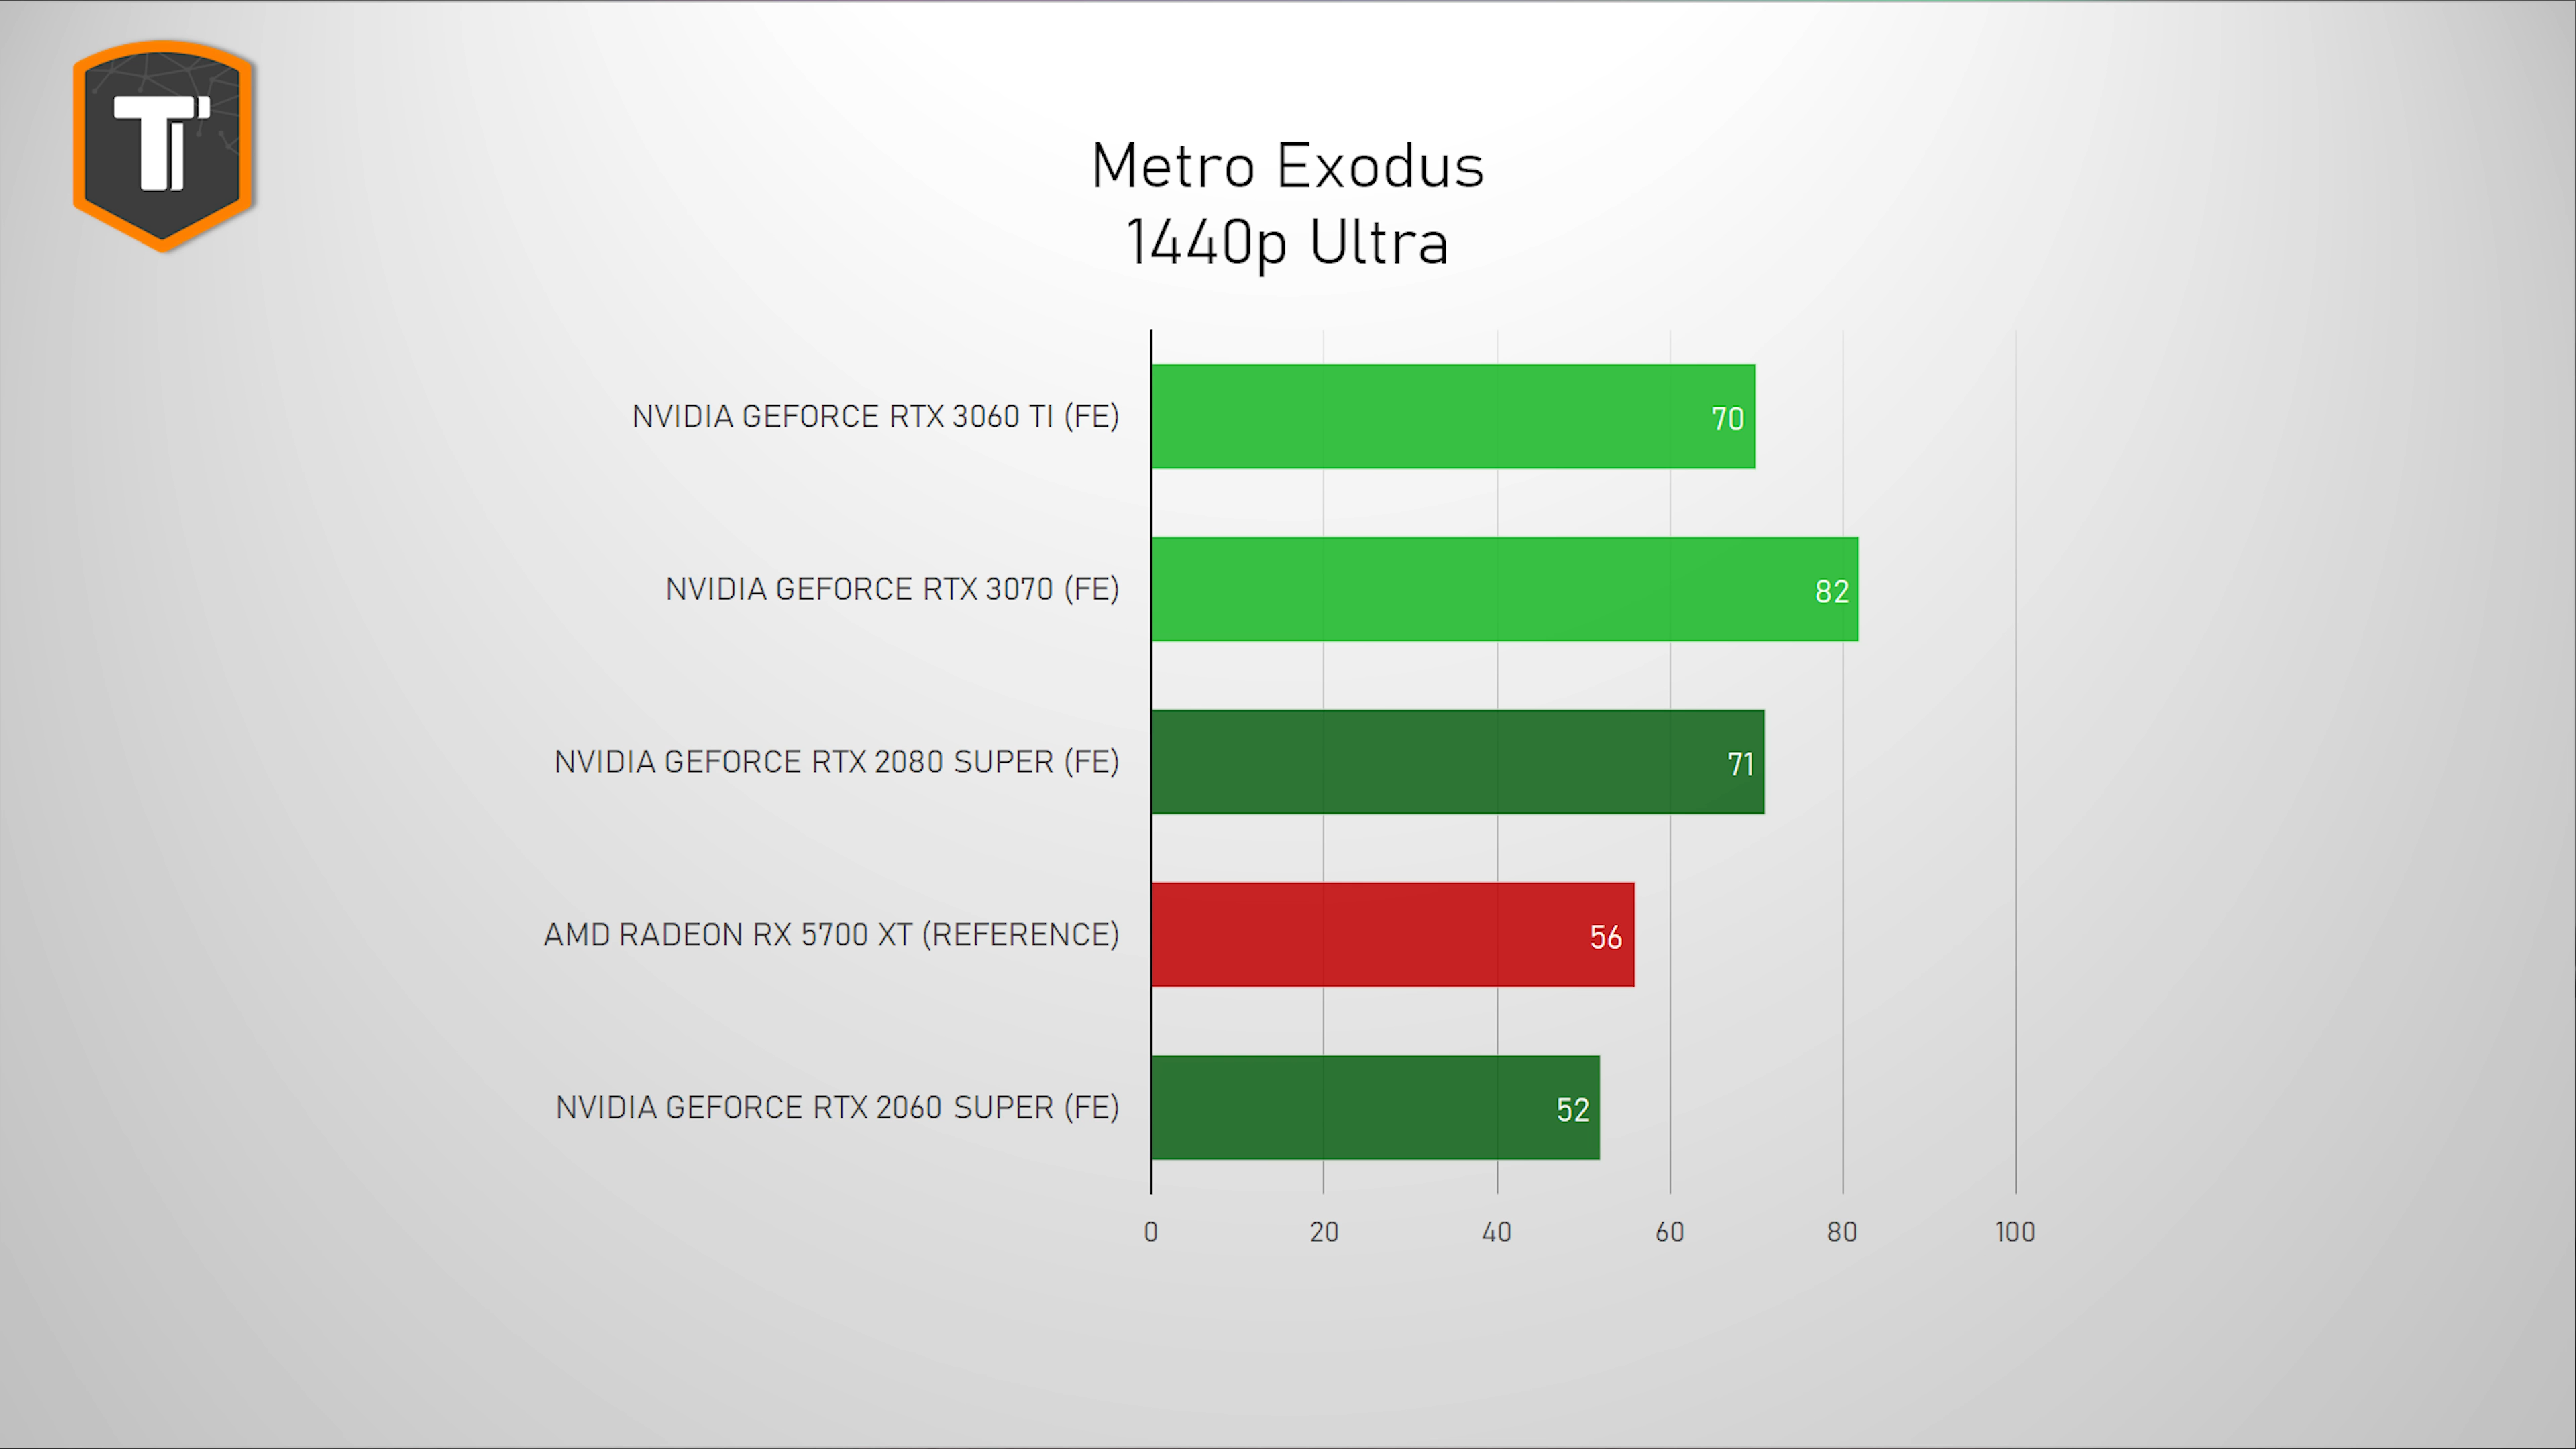 Metro Exodus
1440p Ultra
NVIDIA GEFORCE RTX 3060 TI (FE)
70
NVIDIA GEFORCE RTX 3070 (FE)
82
NVIDIA GEFORCE RTX 2080 SUPER (FE)
71
AMD RADEON RX 5700 XT (REFERENCE)
56
NVIDIA GEFORCE RTX 2060 SUPER (FE)
52
0 20 40 60 80 100